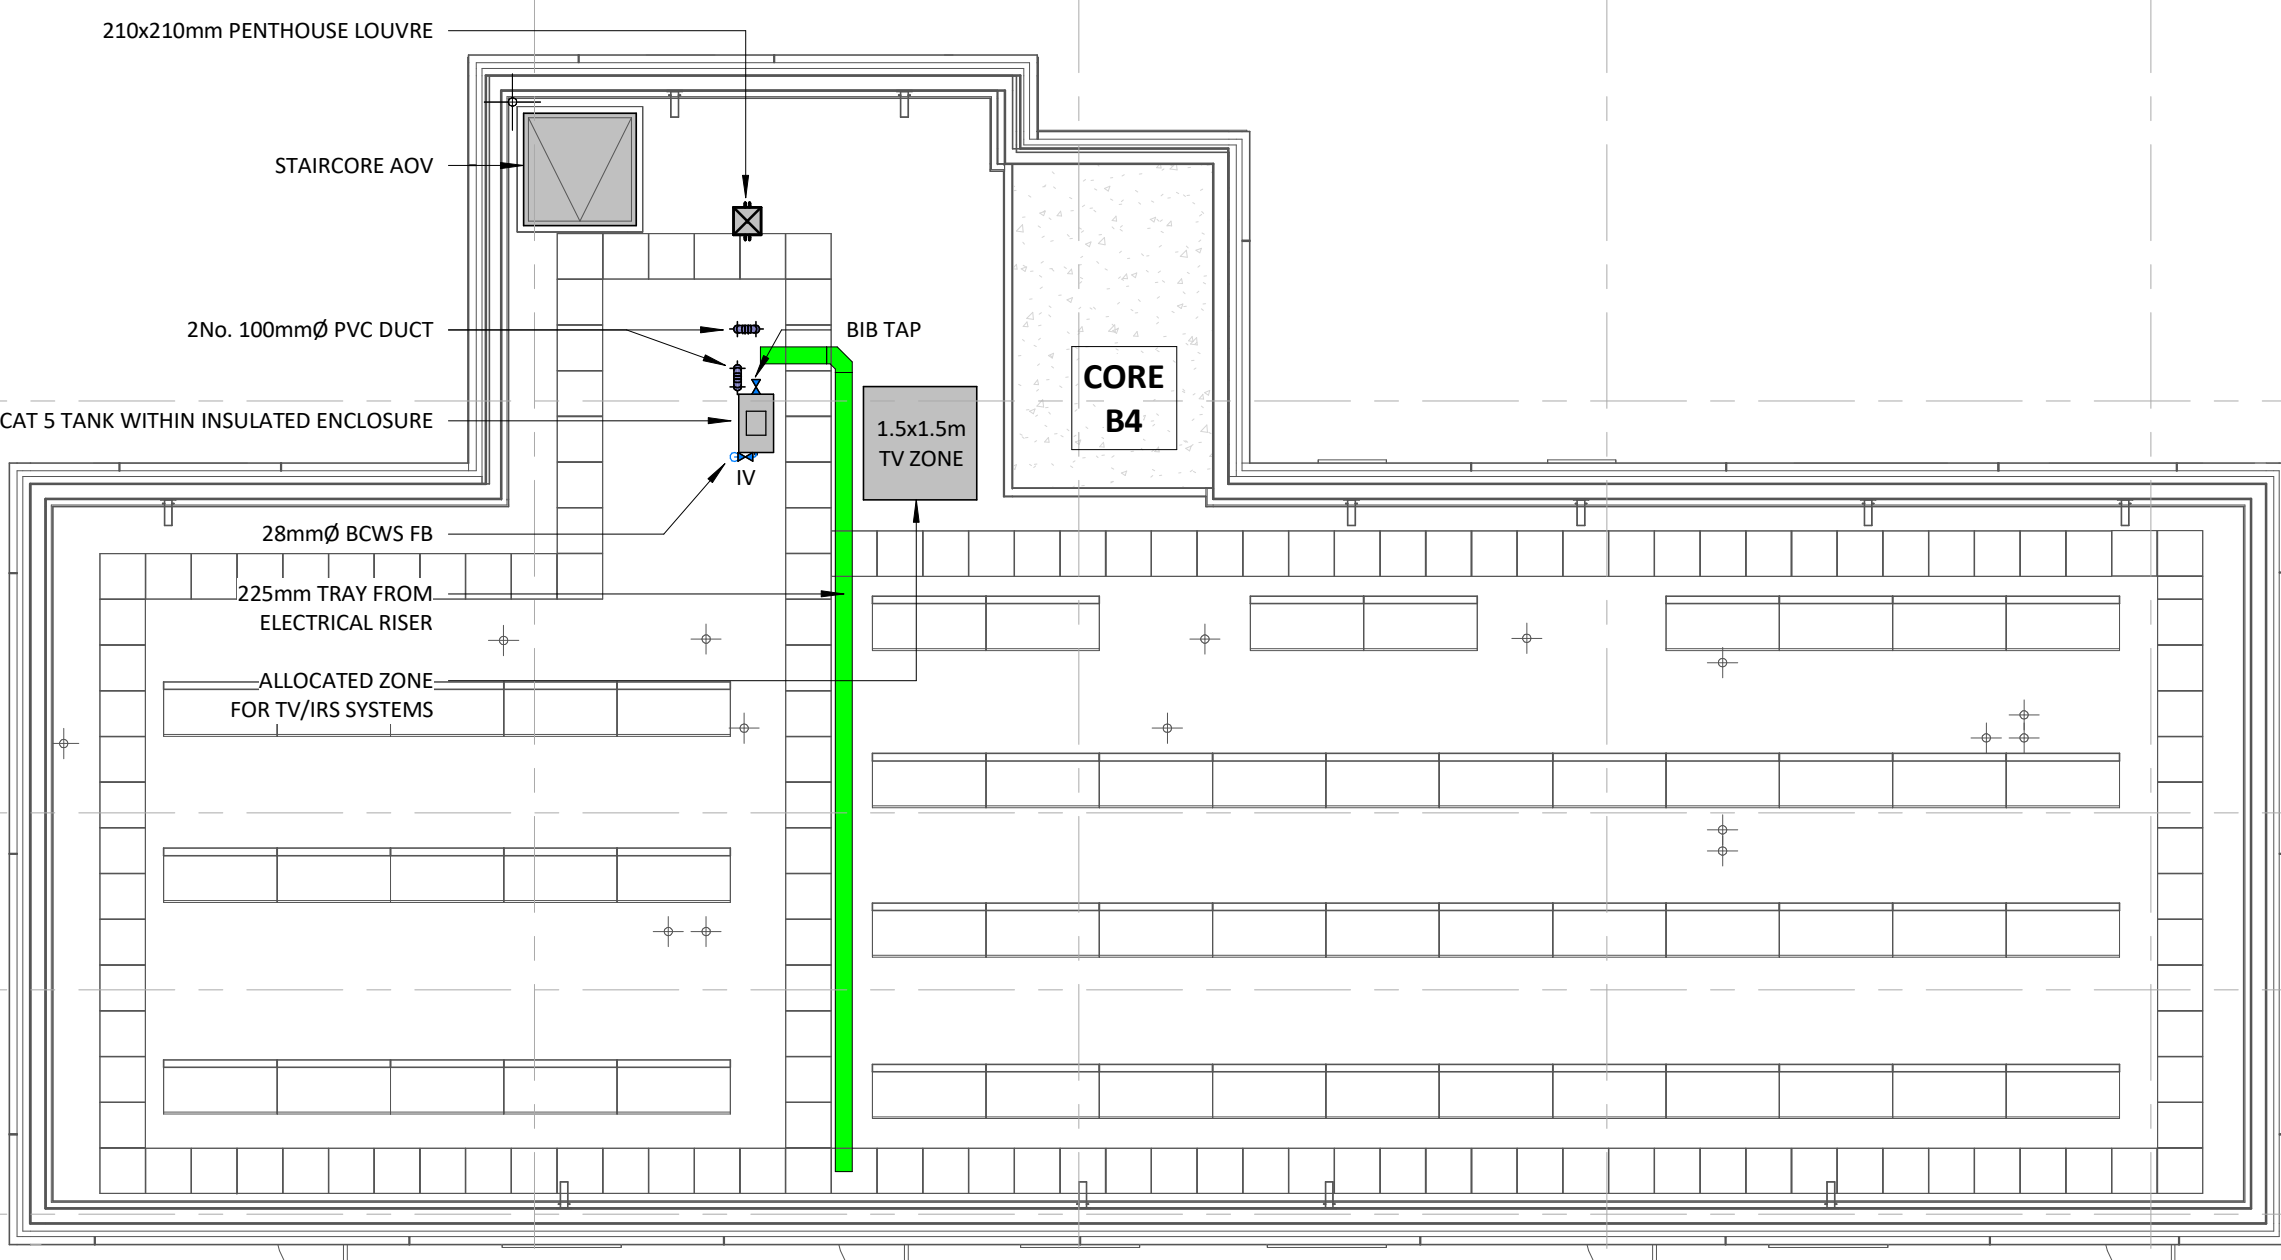 210x210mm PENTHOUSE LOUVRE
STAIRCORE AOV
2No. 100mmØ PVC DUCT
BIB TAP
CORE
B4
CAT 5 TANK WITHIN INSULATED ENCLOSURE
1.5x1.5m
TV ZONE
IV
28mmØ BCWS FB
225mm TRAY FROM
ELECTRICAL RISER
ALLOCATED ZONE
FOR TV/IRS SYSTEMS